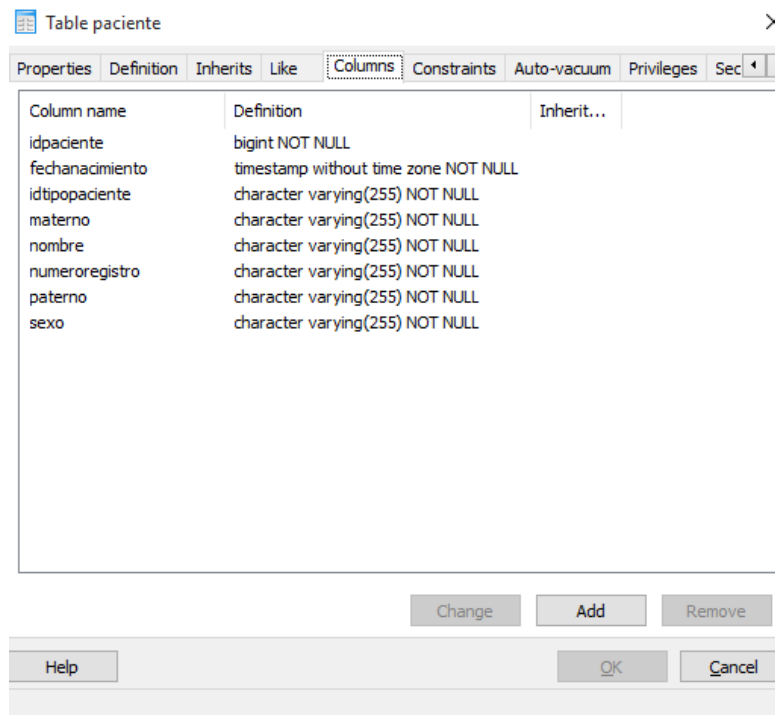 Table paciente
Properties Definition Inherits Like Columns Constraints Auto-vacuum Privileges Sec
Column name Definition Inherit...
idpaciente bigint NOT NULL
fechanacimiento timestamp without time zone NOT NULL
idtipopaciente character varying(255) NOT NULL
materno character varying(255) NOT NULL
nombre character varying(255) NOT NULL
numeroregistro character varying(255) NOT NULL
paterno character varying(255) NOT NULL
sexo character varying(255) NOT NULL
Change Add Remove
Help OK Cancel